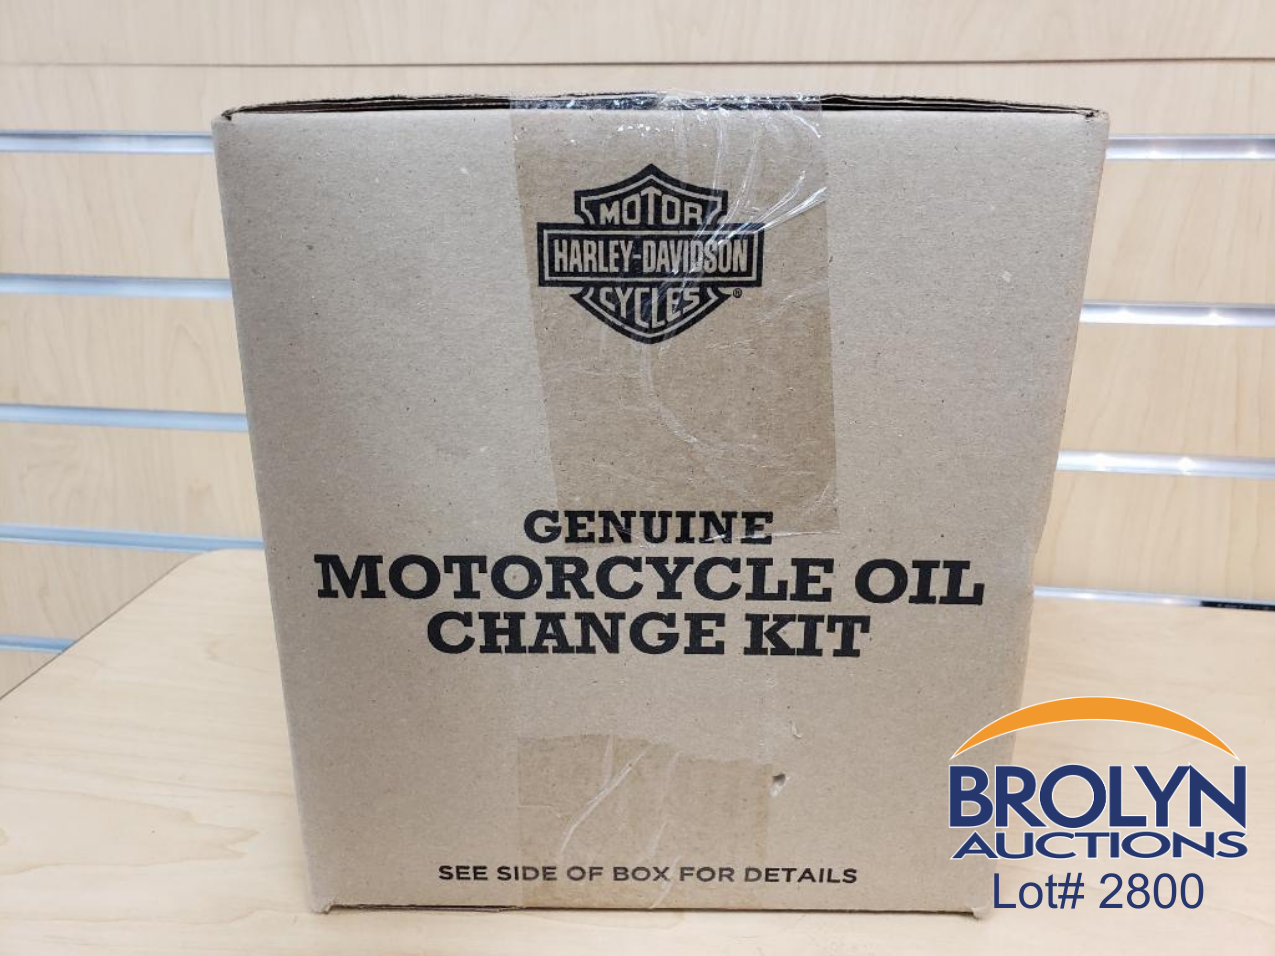 MOTOR
HARLEY-DAVIDSON
CYCLES®
GENUINE
MOTORCYCLE OIL
CHANGE KIT
SEE SIDE OF BOX FOR DETAILS
BROLYN
AUCTIONS
Lot# 2800